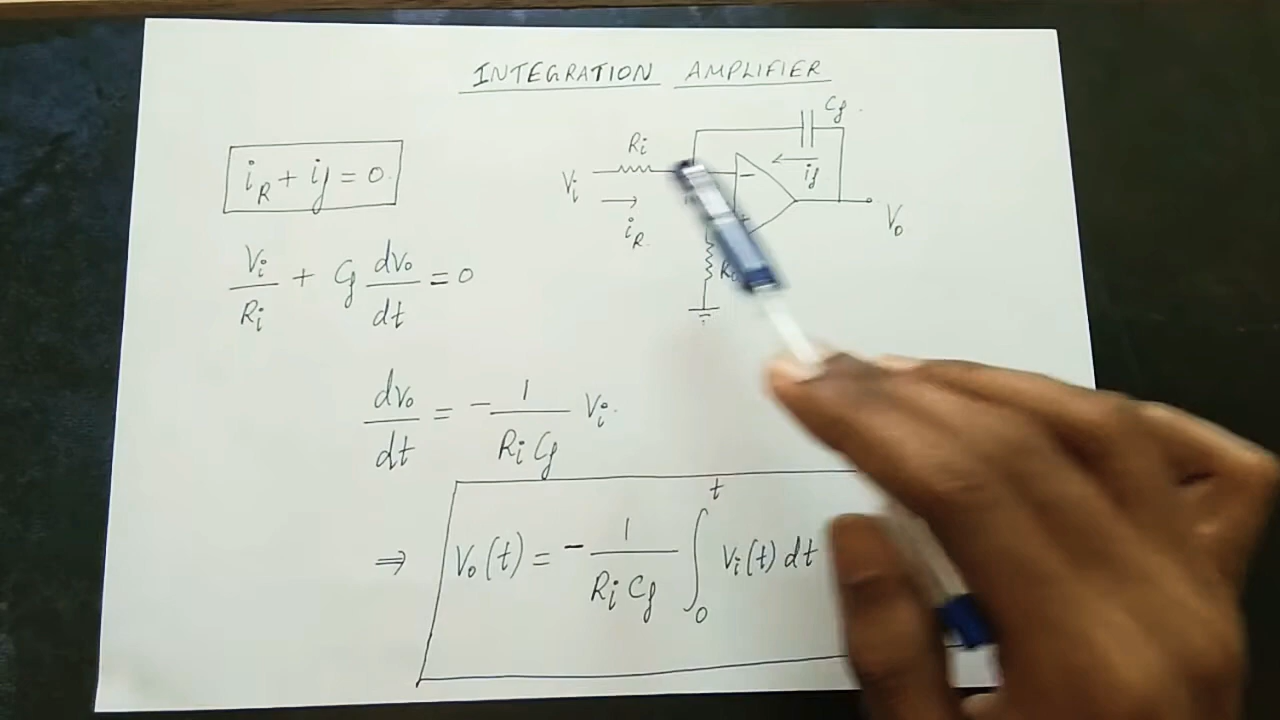 INTEGRATION AMPLIFIER
Cf
Ri
if
Vi
iR
Vo
iR + if = 0
Vi/Ri + Cf dvo/dt = 0
dvo/dt = - 1/(Ri Cf) Vi
⇒ Vo(t) = - 1/(Ri Cf) ∫₀ᵗ Vi(t) dt